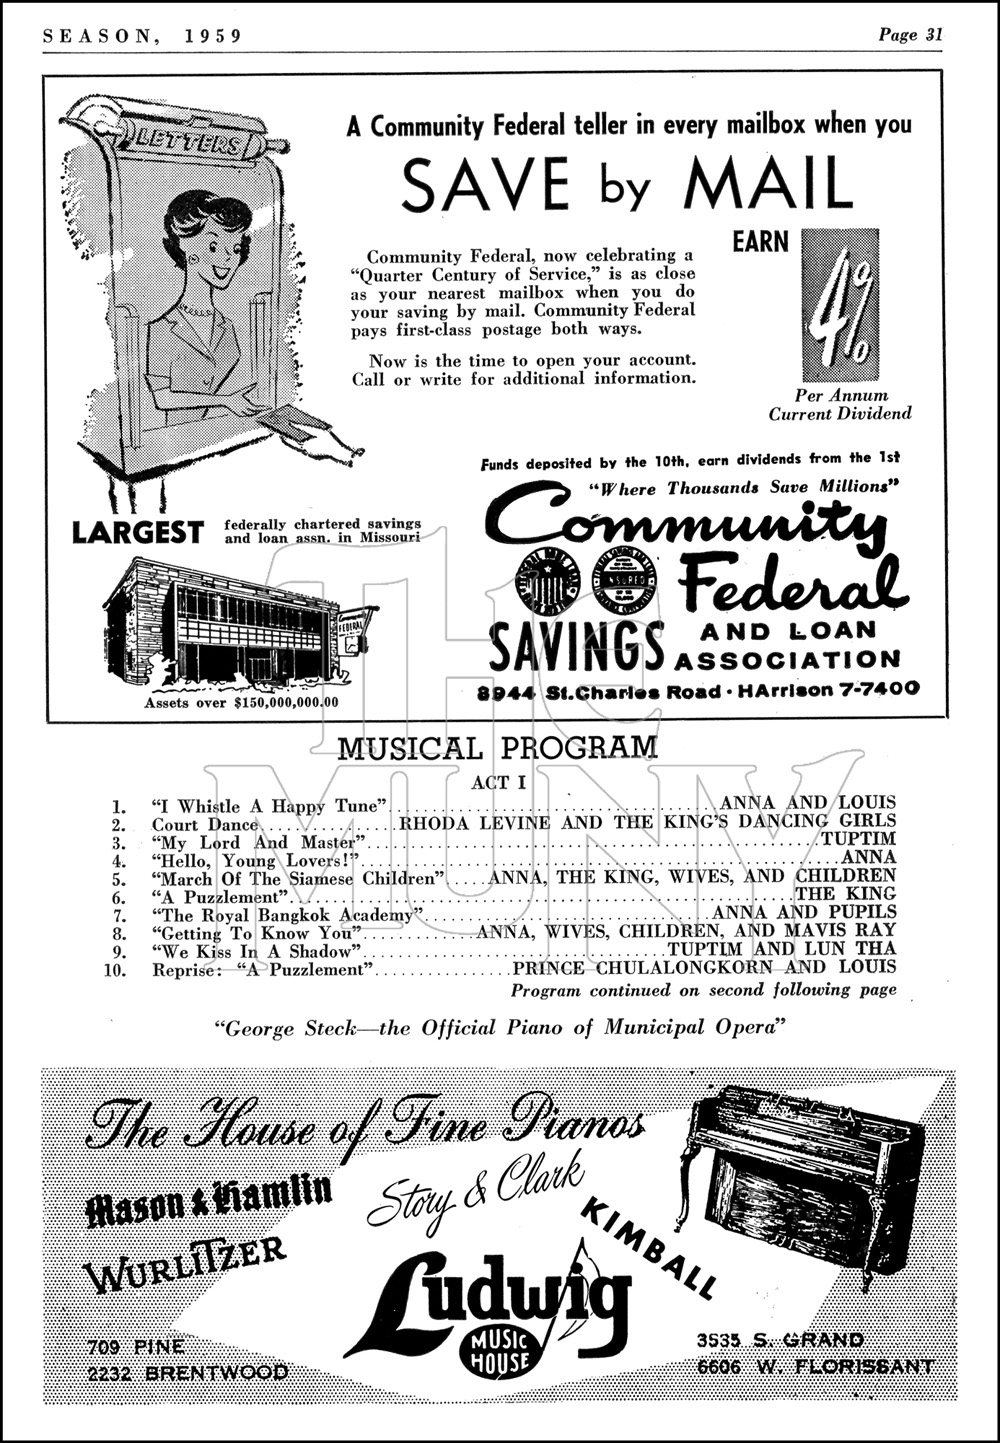 SEASON, 1959
Page 31
LETTERS
A Community Federal teller in every mailbox when you
SAVE by MAIL
Community Federal, now celebrating a
“Quarter Century of Service,” is as close
as your nearest mailbox when you do
your saving by mail. Community Federal
pays first-class postage both ways.
Now is the time to open your account.
Call or write for additional information.
EARN
4%
Per Annum
Current Dividend
Funds deposited by the 10th, earn dividends from the 1st
“Where Thousands Save Millions”
Community
Federal
INSURED
SAVINGS AND LOAN
ASSOCIATION
8944 St. Charles Road · HArrison 7-7400
LARGEST federally chartered savings
and loan assn. in Missouri
Community
FEDERAL
Assets over $150,000,000.00
THE
MUNY
MUSICAL PROGRAM
ACT I
1. “I Whistle A Happy Tune” ANNA AND LOUIS
2. Court Dance RHODA LEVINE AND THE KING’S DANCING GIRLS
3. “My Lord And Master” TUPTIM
4. “Hello, Young Lovers!” ANNA
5. “March Of The Siamese Children” ANNA, THE KING, WIVES, AND CHILDREN
6. “A Puzzlement” THE KING
7. “The Royal Bangkok Academy” ANNA AND PUPILS
8. “Getting To Know You” ANNA, WIVES, CHILDREN, AND MAVIS RAY
9. “We Kiss In A Shadow” TUPTIM AND LUN THA
10. Reprise: “A Puzzlement” PRINCE CHULALONGKORN AND LOUIS
Program continued on second following page
“George Steck—the Official Piano of Municipal Opera”
The House of Fine Pianos
Mason & Hamlin
Story & Clark
KIMBALL
WURLITZER
Ludwig
MUSIC
HOUSE
709 PINE
2232 BRENTWOOD
3535 S. GRAND
6606 W. FLORISSANT